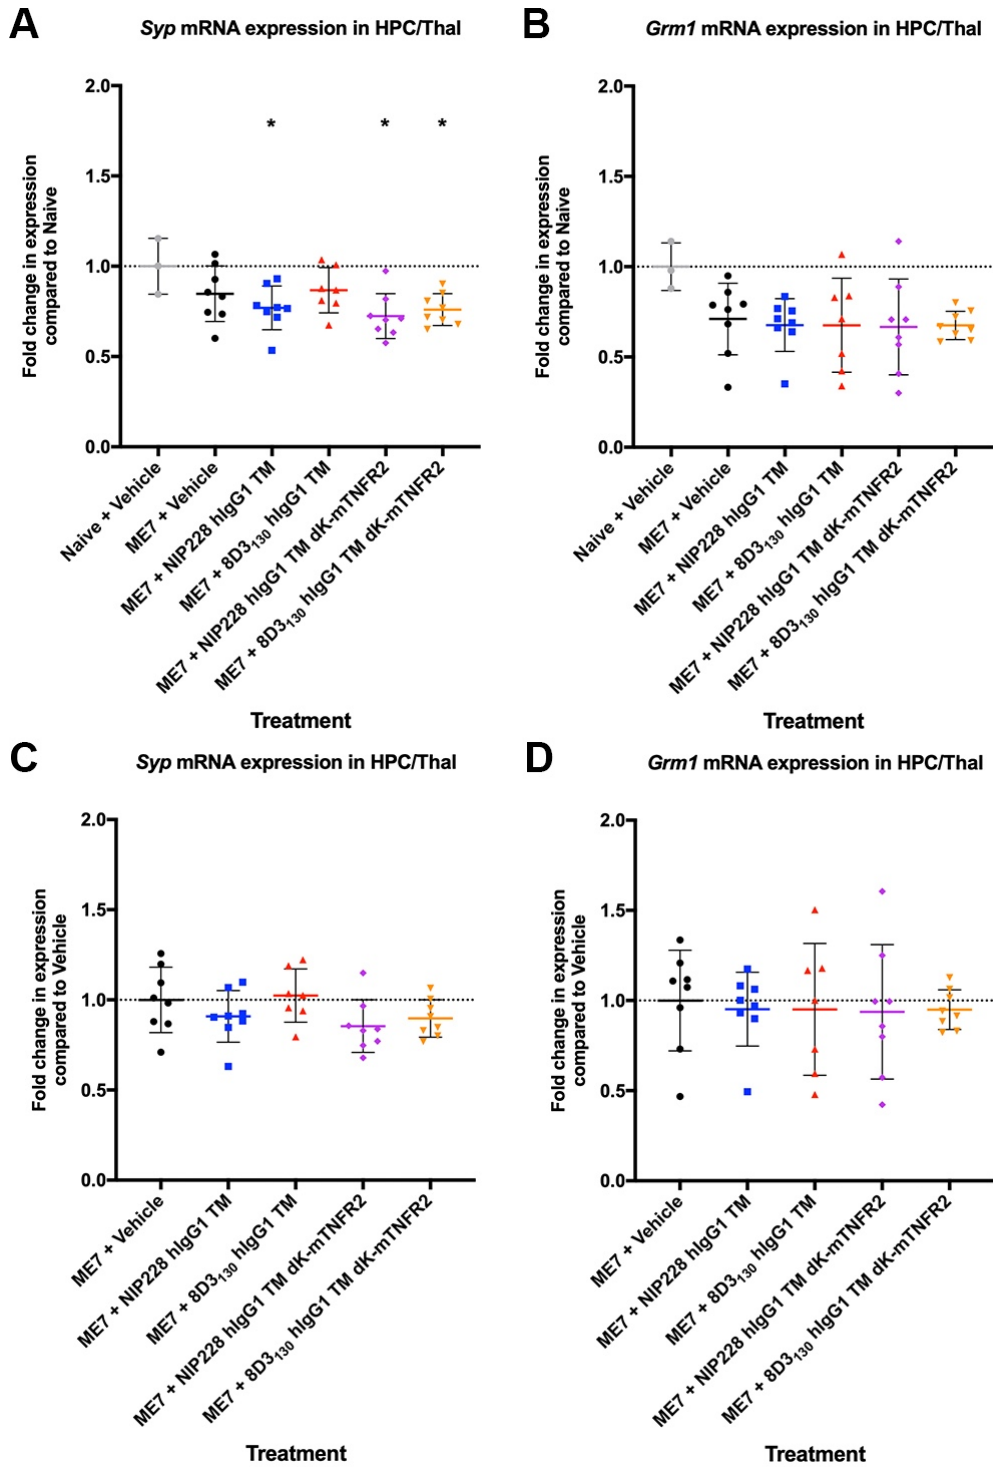 A
Syp mRNA expression in HPC/Thal
Fold change in expression
compared to Naive
2.0
1.5
1.0
0.5
0.0
*
*
*
Naive + Vehicle
ME7 + Vehicle
ME7 + NIP228 hIgG1 TM
ME7 + 8D3₁₃₀ hIgG1 TM
ME7 + NIP228 hIgG1 TM dK-mTNFR2
ME7 + 8D3₁₃₀ hIgG1 TM dK-mTNFR2
Treatment
B
Grm1 mRNA expression in HPC/Thal
Fold change in expression
compared to Naive
2.0
1.5
1.0
0.5
0.0
Naive + Vehicle
ME7 + Vehicle
ME7 + NIP228 hIgG1 TM
ME7 + 8D3₁₃₀ hIgG1 TM
ME7 + NIP228 hIgG1 TM dK-mTNFR2
ME7 + 8D3₁₃₀ hIgG1 TM dK-mTNFR2
Treatment
C
Syp mRNA expression in HPC/Thal
Fold change in expression
compared to Vehicle
2.0
1.5
1.0
0.5
0.0
ME7 + Vehicle
ME7 + NIP228 hIgG1 TM
ME7 + 8D3₁₃₀ hIgG1 TM
ME7 + NIP228 hIgG1 TM dK-mTNFR2
ME7 + 8D3₁₃₀ hIgG1 TM dK-mTNFR2
Treatment
D
Grm1 mRNA expression in HPC/Thal
Fold change in expression
compared to Vehicle
2.0
1.5
1.0
0.5
0.0
ME7 + Vehicle
ME7 + NIP228 hIgG1 TM
ME7 + 8D3₁₃₀ hIgG1 TM
ME7 + NIP228 hIgG1 TM dK-mTNFR2
ME7 + 8D3₁₃₀ hIgG1 TM dK-mTNFR2
Treatment